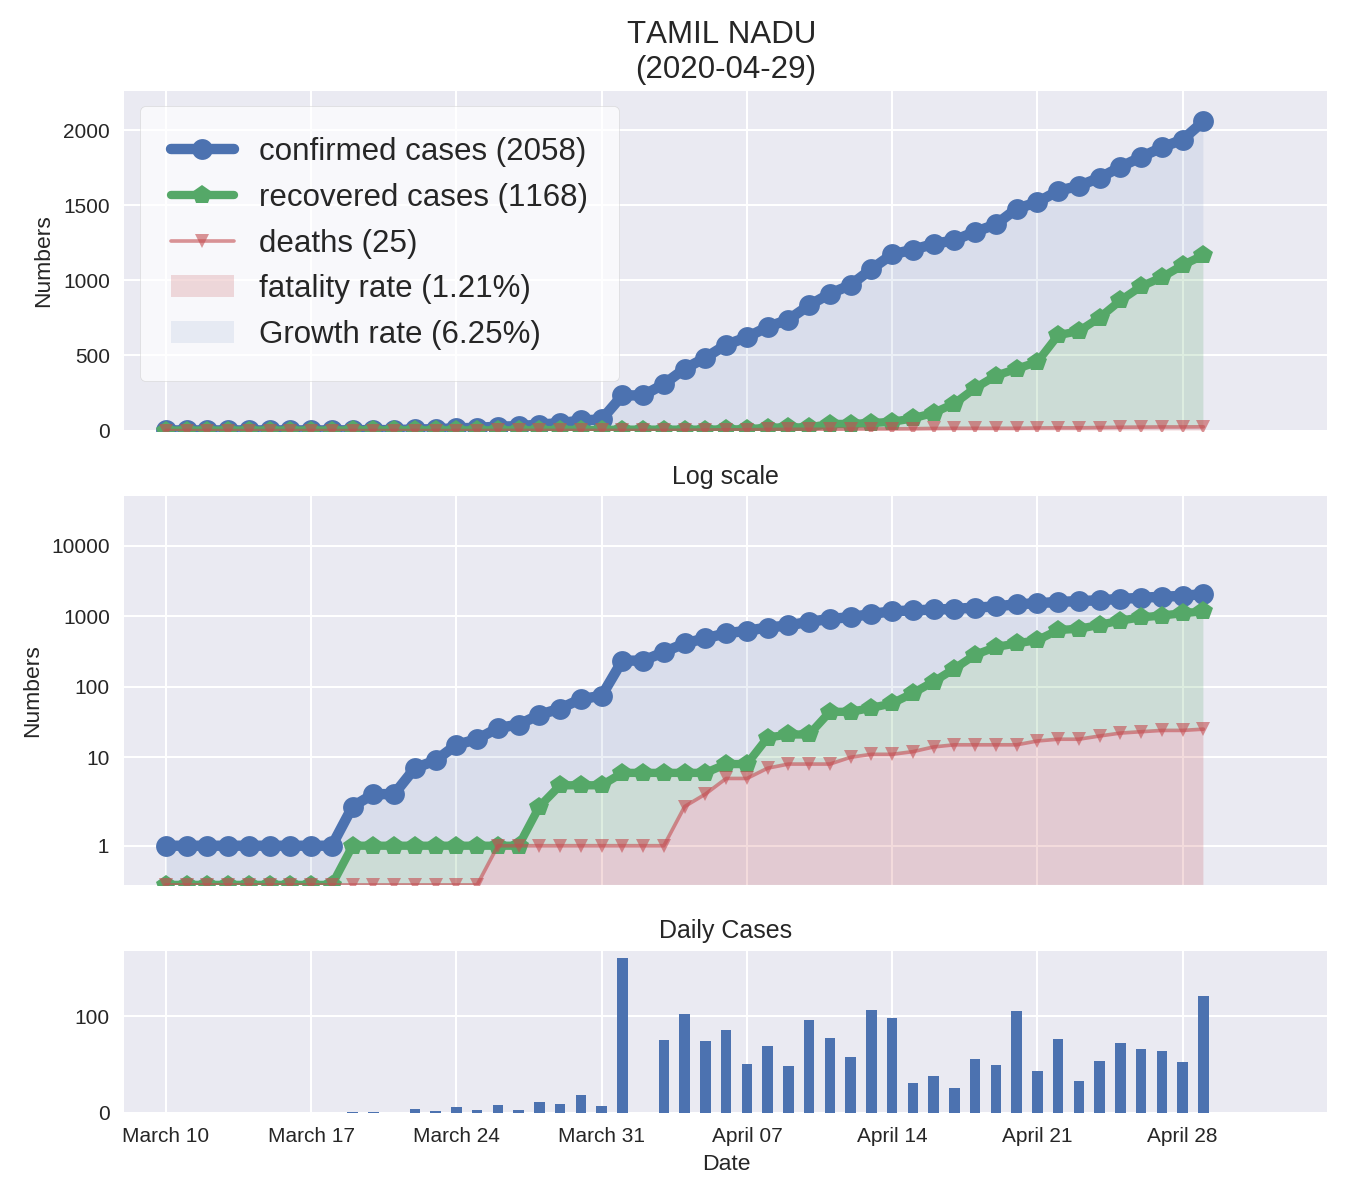 TAMIL NADU
(2020-04-29)
confirmed cases (2058)
recovered cases (1168)
deaths (25)
fatality rate (1.21%)
Growth rate (6.25%)
Numbers
2000
1500
1000
500
0
Log scale
Numbers
10000
1000
100
10
1
Daily Cases
100
0
March 10 March 17 March 24 March 31 April 07 April 14 April 21 April 28
Date